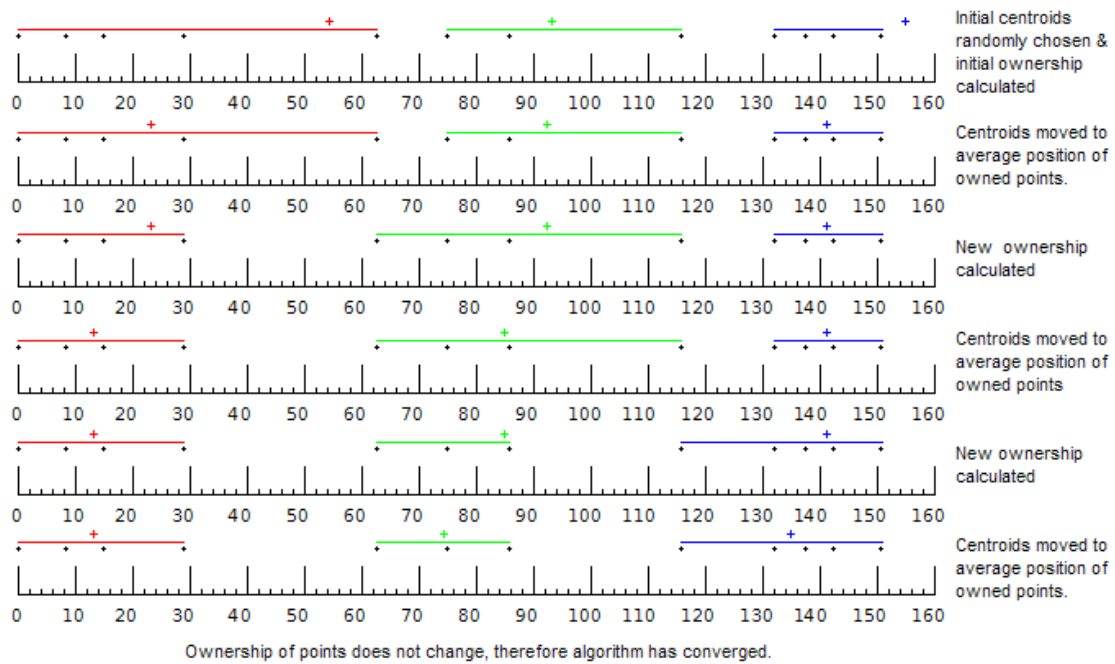 Initial centroids
randomly chosen &
initial ownership
calculated
0 10 20 30 40 50 60 70 80 90 100 110 120 130 140 150 160
Centroids moved to
average position of
owned points.
0 10 20 30 40 50 60 70 80 90 100 110 120 130 140 150 160
New ownership
calculated
0 10 20 30 40 50 60 70 80 90 100 110 120 130 140 150 160
Centroids moved to
average position of
owned points
0 10 20 30 40 50 60 70 80 90 100 110 120 130 140 150 160
New ownership
calculated
0 10 20 30 40 50 60 70 80 90 100 110 120 130 140 150 160
Centroids moved to
average position of
owned points.
0 10 20 30 40 50 60 70 80 90 100 110 120 130 140 150 160
Ownership of points does not change, therefore algorithm has converged.